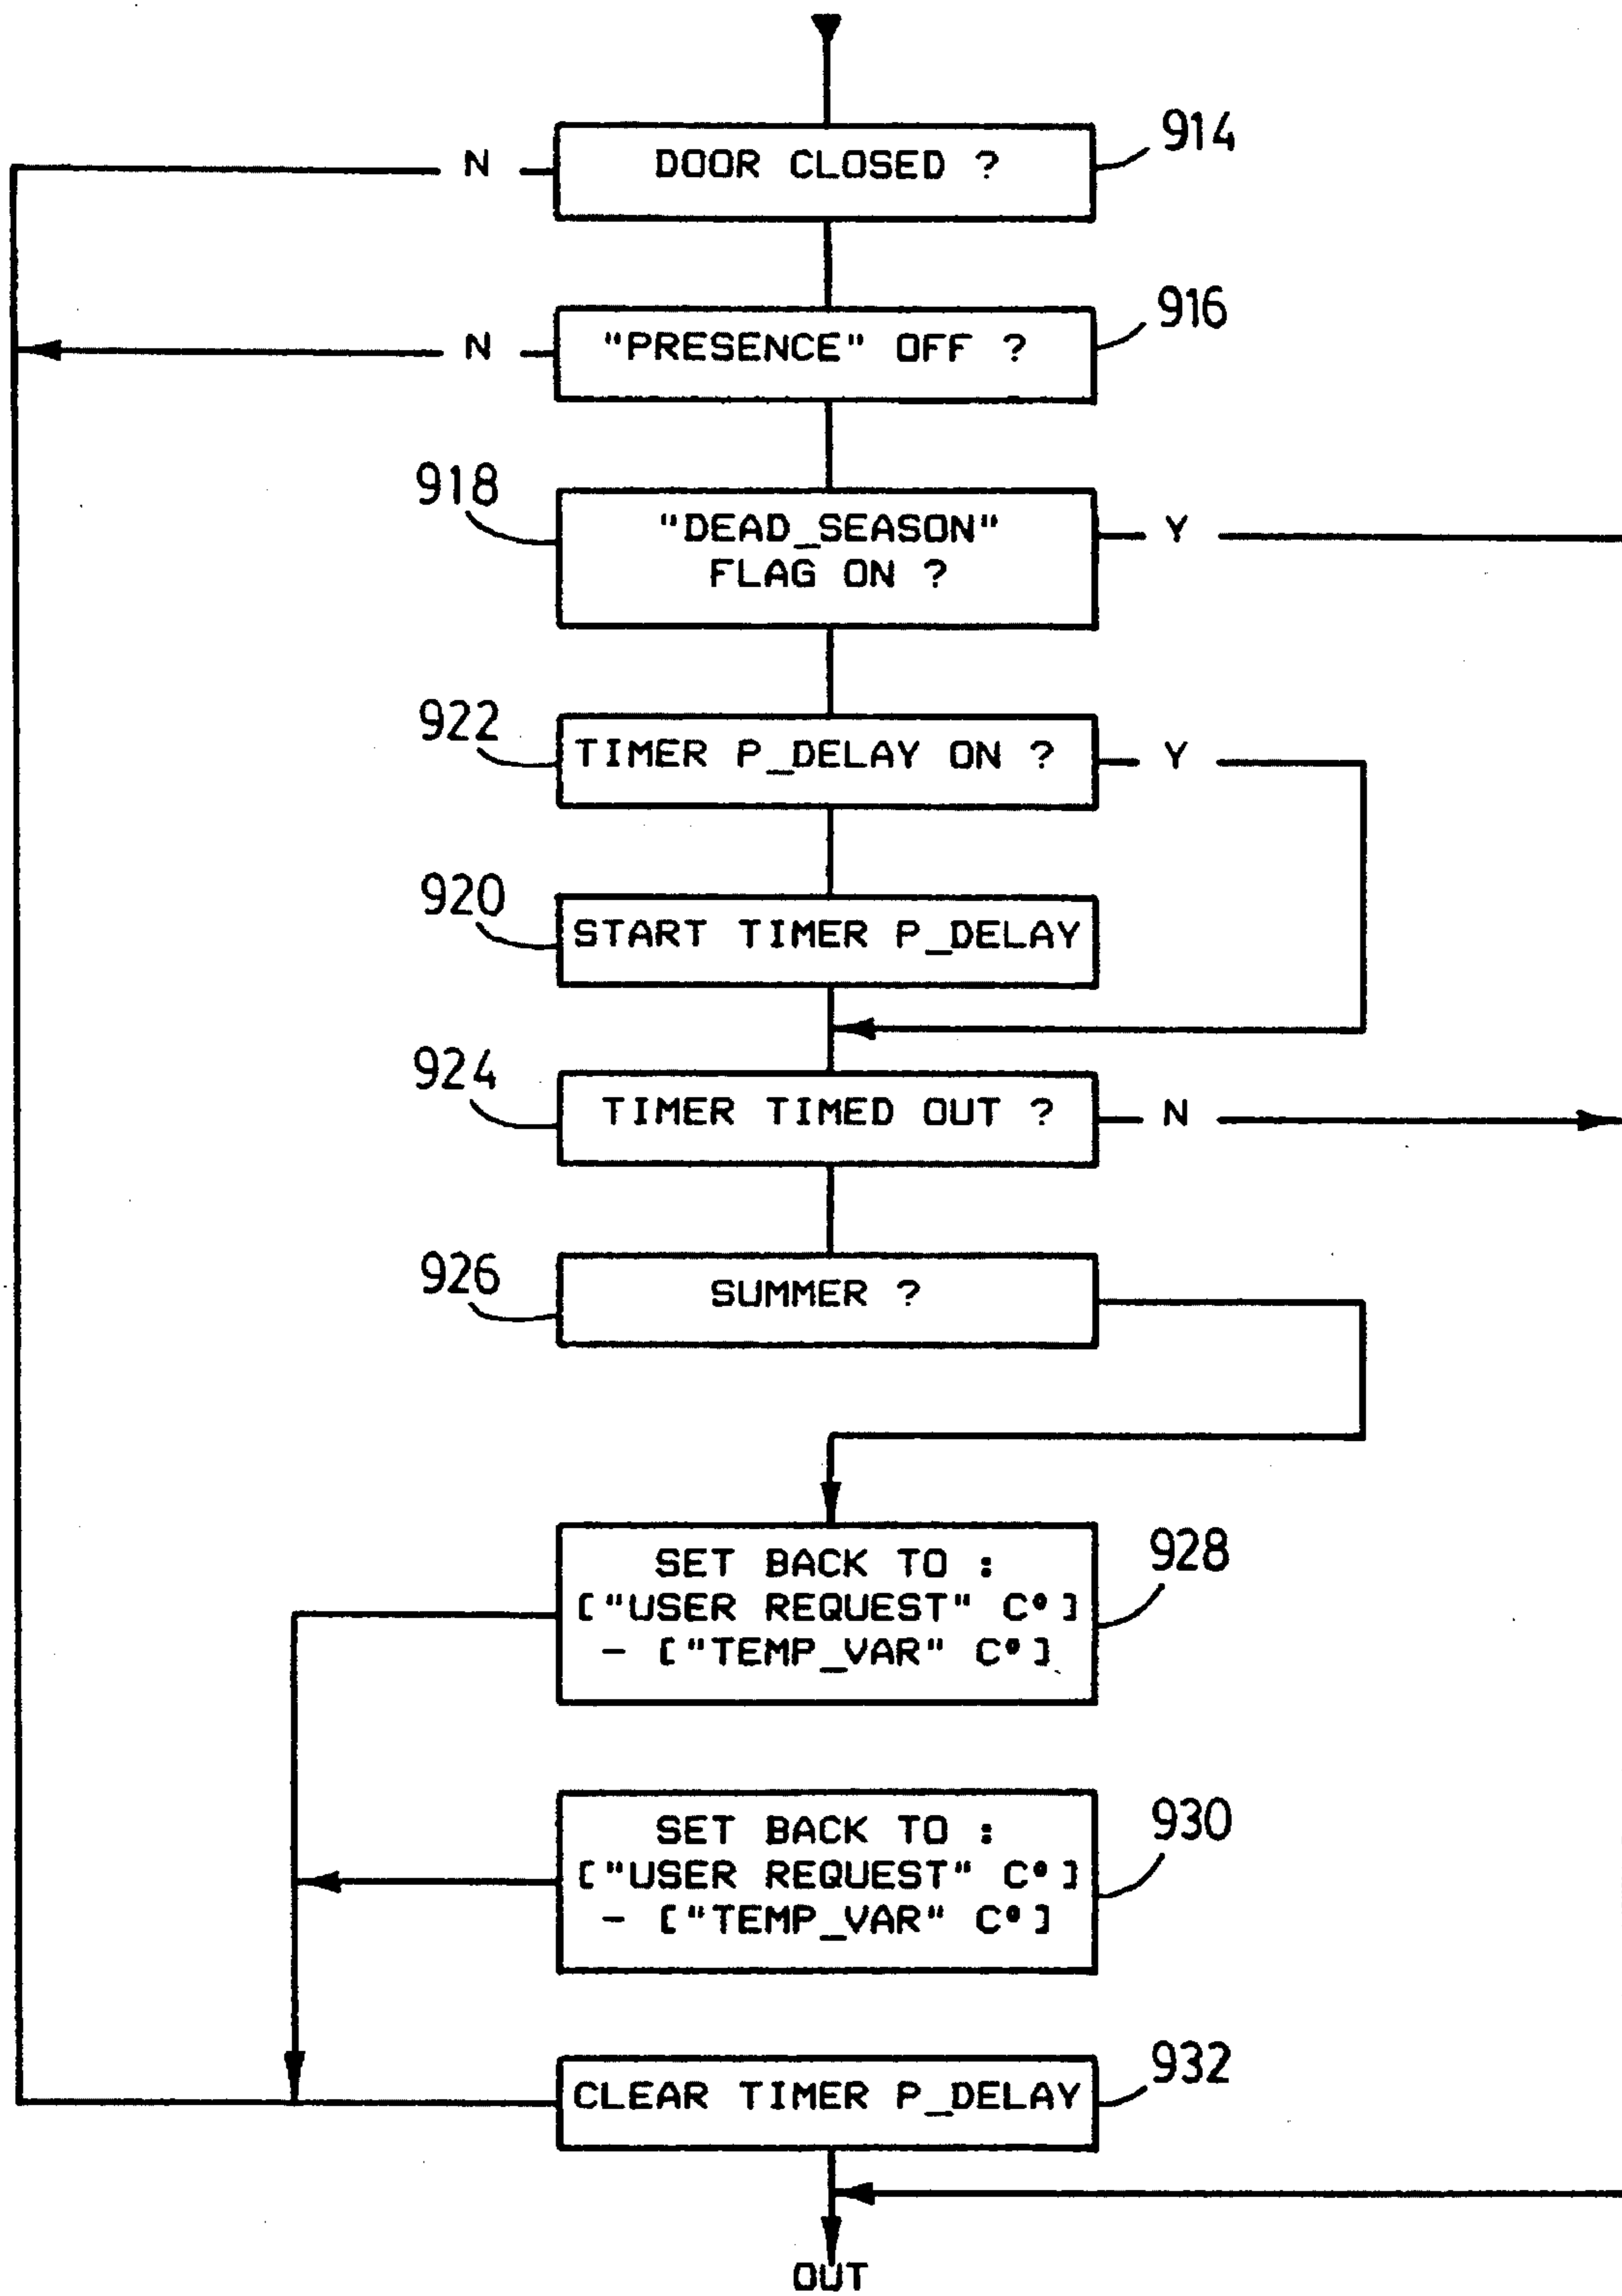 914
N DOOR CLOSED ?
916
N "PRESENCE" OFF ?
918
"DEAD_SEASON" Y
FLAG ON ?
922
TIMER P_DELAY ON ? Y
920
START TIMER P_DELAY
924
TIMER TIMED OUT ? N
926
SUMMER ?
928
SET BACK TO :
["USER REQUEST" C°]
- ["TEMP_VAR" C°]
930
SET BACK TO :
["USER REQUEST" C°]
- ["TEMP_VAR" C°]
932
CLEAR TIMER P_DELAY
OUT